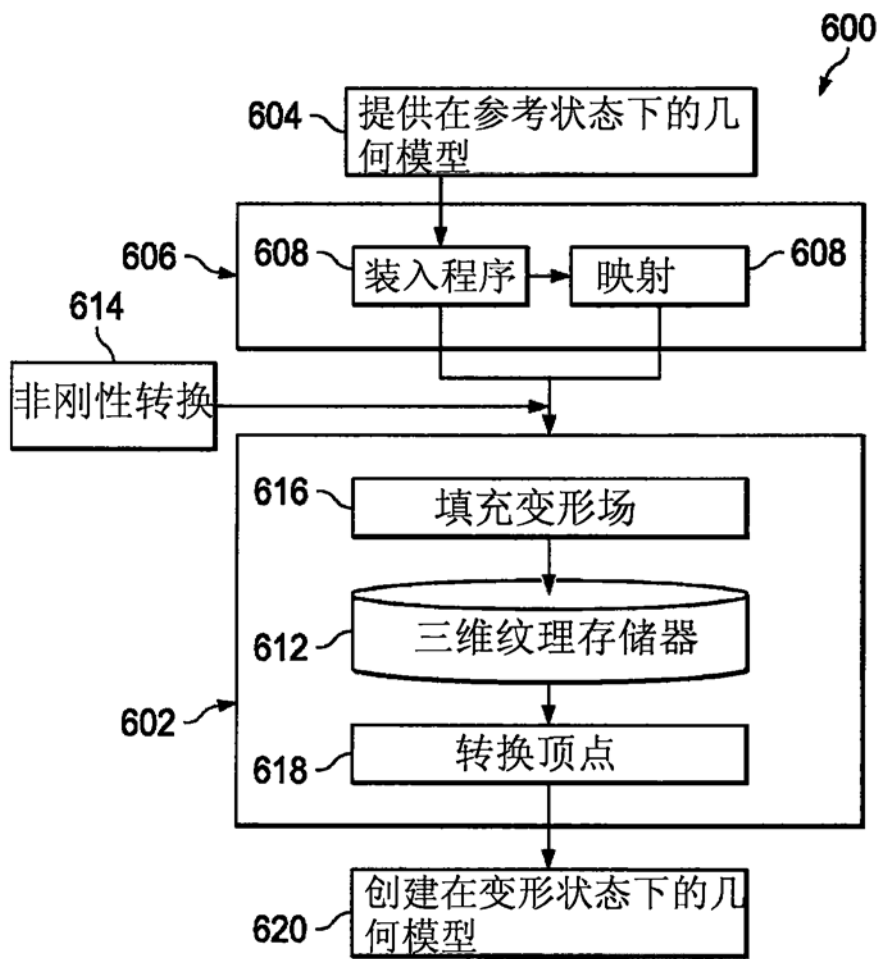 600
604
提供在参考状态下的几
何模型
606
608
装入程序
映射
608
614
非刚性转换
616
填充变形场
612
三维纹理存储器
602
618
转换顶点
620
创建在变形状态下的几
何模型